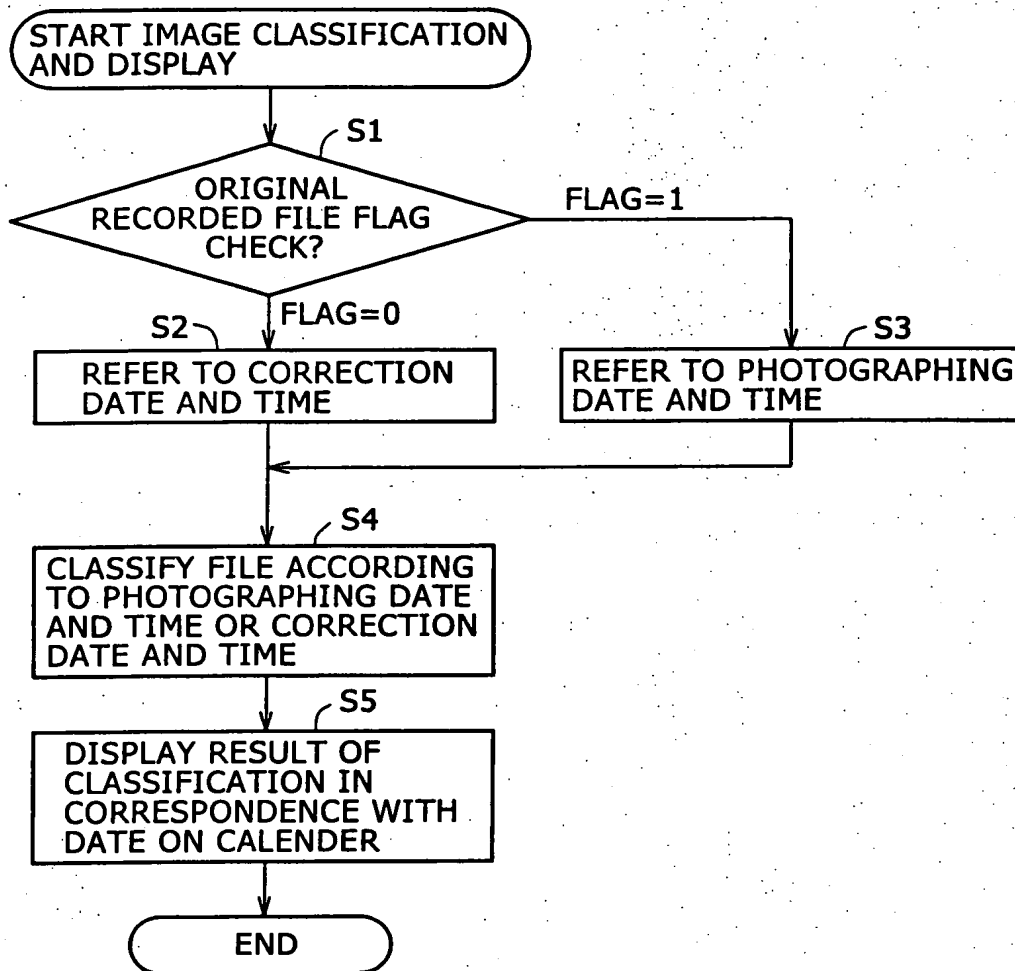 START IMAGE CLASSIFICATION
AND DISPLAY
S1
ORIGINAL
RECORDED FILE FLAG
CHECK?
FLAG=1
FLAG=0
S2
REFER TO CORRECTION
DATE AND TIME
S3
REFER TO PHOTOGRAPHING
DATE AND TIME
S4
CLASSIFY FILE ACCORDING
TO PHOTOGRAPHING DATE
AND TIME OR CORRECTION
DATE AND TIME
S5
DISPLAY RESULT OF
CLASSIFICATION IN
CORRESPONDENCE WITH
DATE ON CALENDER
END